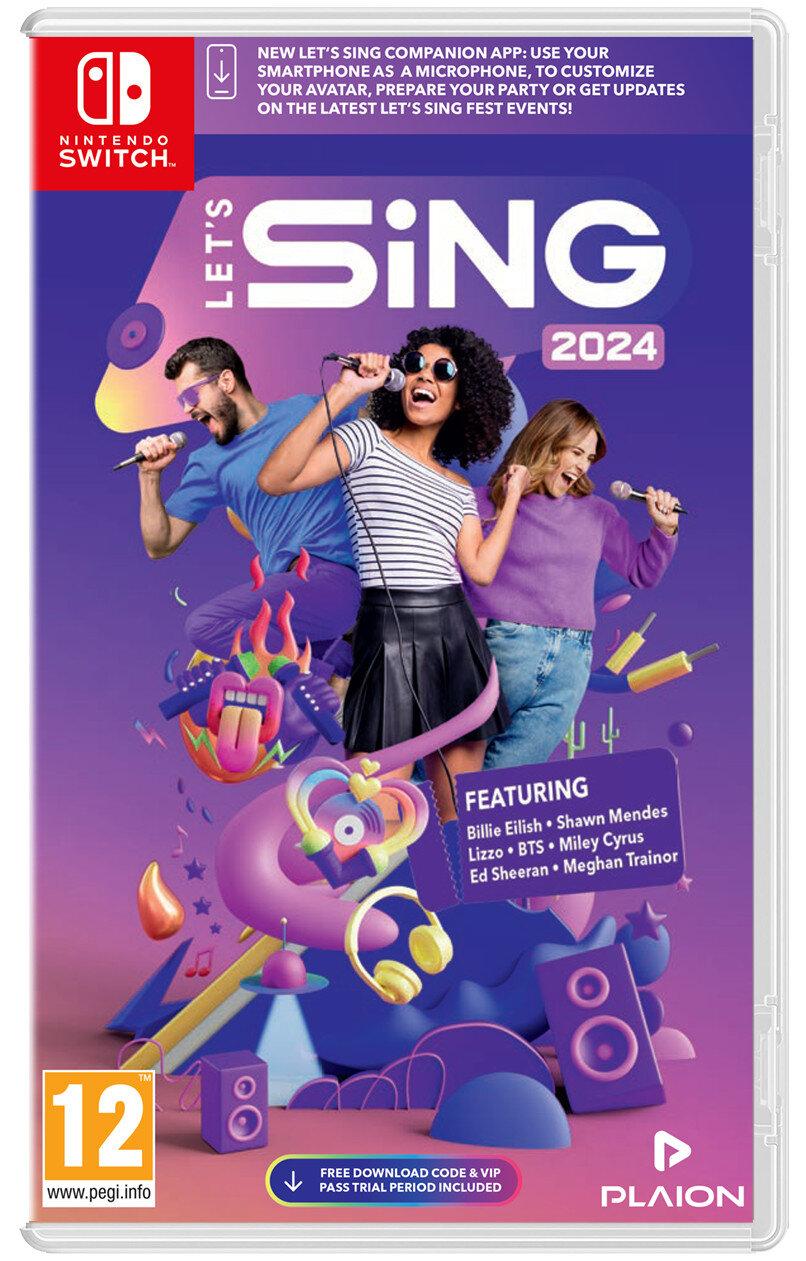 NINTENDO
SWITCH™
NEW LET'S SING COMPANION APP: USE YOUR
SMARTPHONE AS A MICROPHONE, TO CUSTOMIZE
YOUR AVATAR, PREPARE YOUR PARTY OR GET UPDATES
ON THE LATEST LET'S SING FEST EVENTS!
LET'S
SiNG
2024
FEATURING
Billie Eilish • Shawn Mendes
Lizzo • BTS • Miley Cyrus
Ed Sheeran • Meghan Trainor
12™
www.pegi.info
FREE DOWNLOAD CODE & VIP
PASS TRIAL PERIOD INCLUDED
PLAION